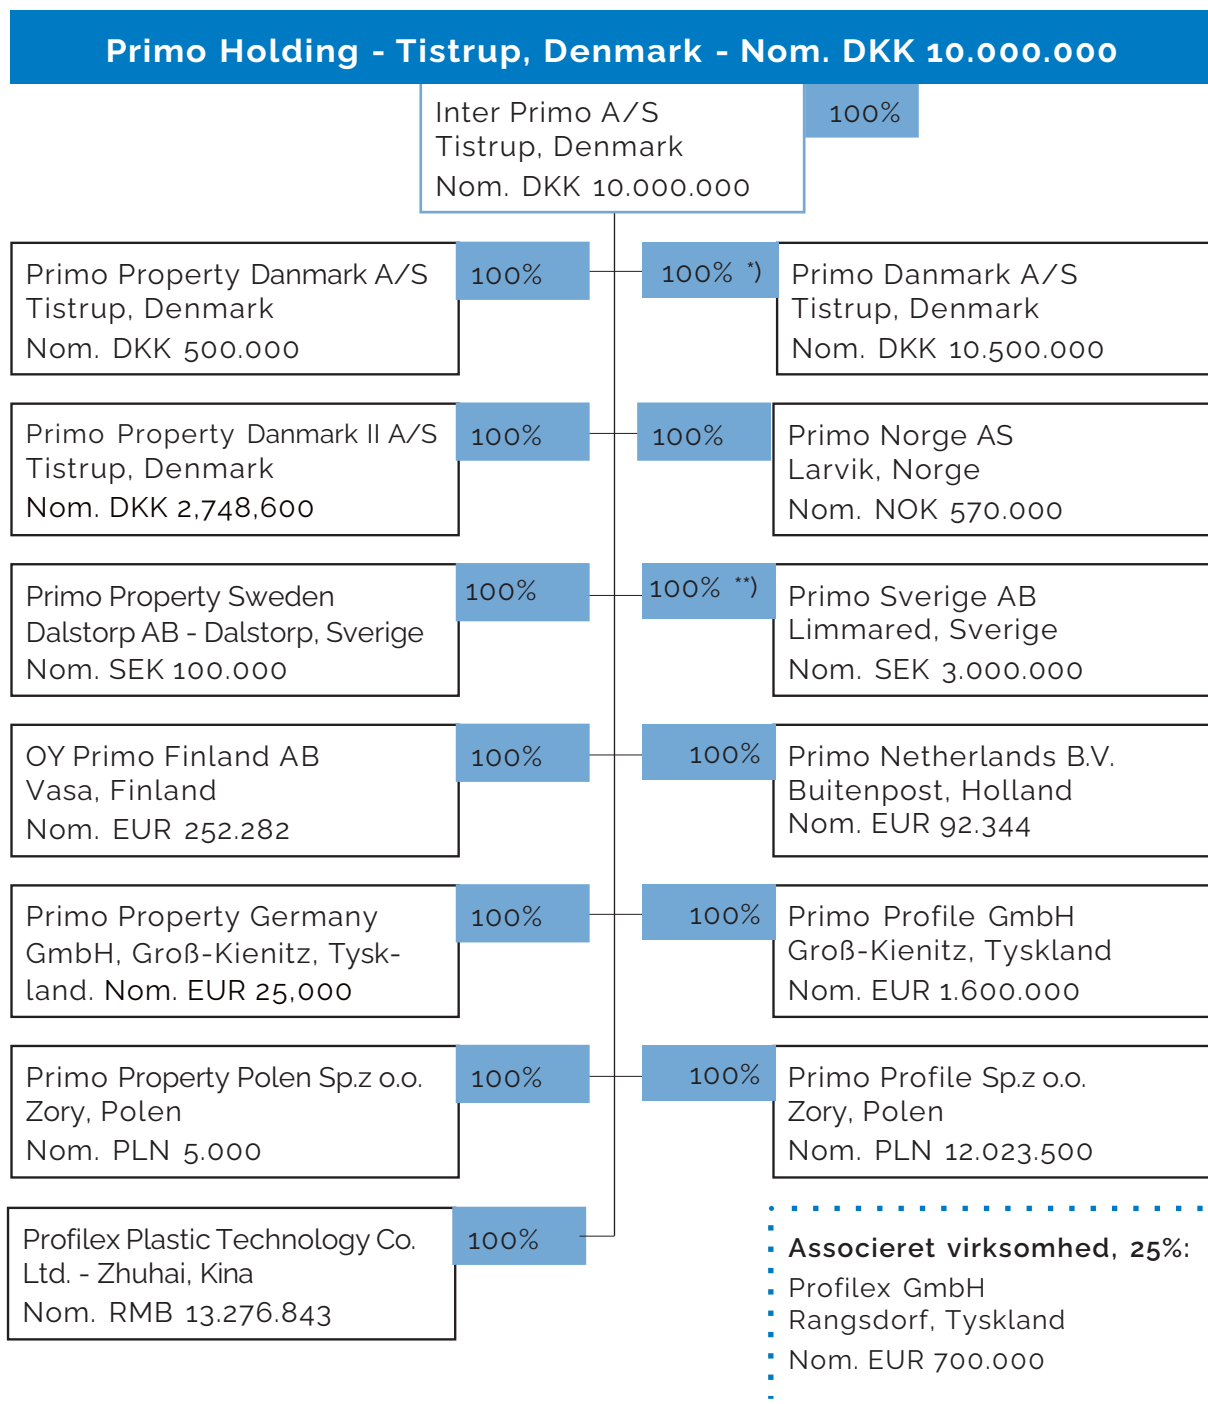 Primo Holding - Tistrup, Denmark - Nom. DKK 10.000.000
Inter Primo A/S
Tistrup, Denmark
Nom. DKK 10.000.000
100%
Primo Property Danmark A/S
Tistrup, Denmark
Nom. DKK 500.000
100%
100% *)
Primo Danmark A/S
Tistrup, Denmark
Nom. DKK 10.500.000
Primo Property Danmark II A/S
Tistrup, Denmark
Nom. DKK 2,748,600
100%
100%
Primo Norge AS
Larvik, Norge
Nom. NOK 570.000
Primo Property Sweden
Dalstorp AB - Dalstorp, Sverige
Nom. SEK 100.000
100%
100% **)
Primo Sverige AB
Limmared, Sverige
Nom. SEK 3.000.000
OY Primo Finland AB
Vasa, Finland
Nom. EUR 252.282
100%
100%
Primo Netherlands B.V.
Buitenpost, Holland
Nom. EUR 92.344
Primo Property Germany
GmbH, Groß-Kienitz, Tysk-
land. Nom. EUR 25,000
100%
100%
Primo Profile GmbH
Groß-Kienitz, Tyskland
Nom. EUR 1.600.000
Primo Property Polen Sp.z o.o.
Zory, Polen
Nom. PLN 5.000
100%
100%
Primo Profile Sp.z o.o.
Zory, Polen
Nom. PLN 12.023.500
Profilex Plastic Technology Co.
Ltd. - Zhuhai, Kina
Nom. RMB 13.276.843
100%
Associeret virksomhed, 25%:
Profilex GmbH
Rangsdorf, Tyskland
Nom. EUR 700.000